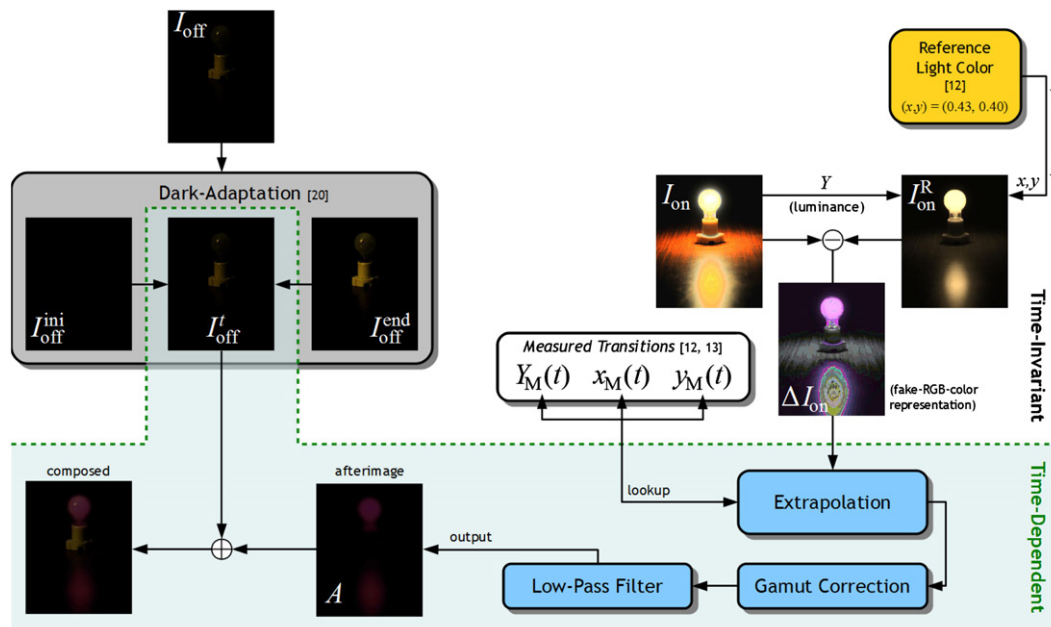 I_off
Reference
Light Color
[12]
(x,y) = (0.43, 0.40)
Dark-Adaptation [20]
I_off^ini
I_off^t
I_off^end
I_on
Y
(luminance)
I_on^R
x,y
−
ΔI_on
(fake-RGB-color
representation)
Measured Transitions [12, 13]
Y_M(t) x_M(t) y_M(t)
Time-Invariant
Time-Dependent
composed
afterimage
A
+
lookup
Extrapolation
output
Low-Pass Filter
Gamut Correction